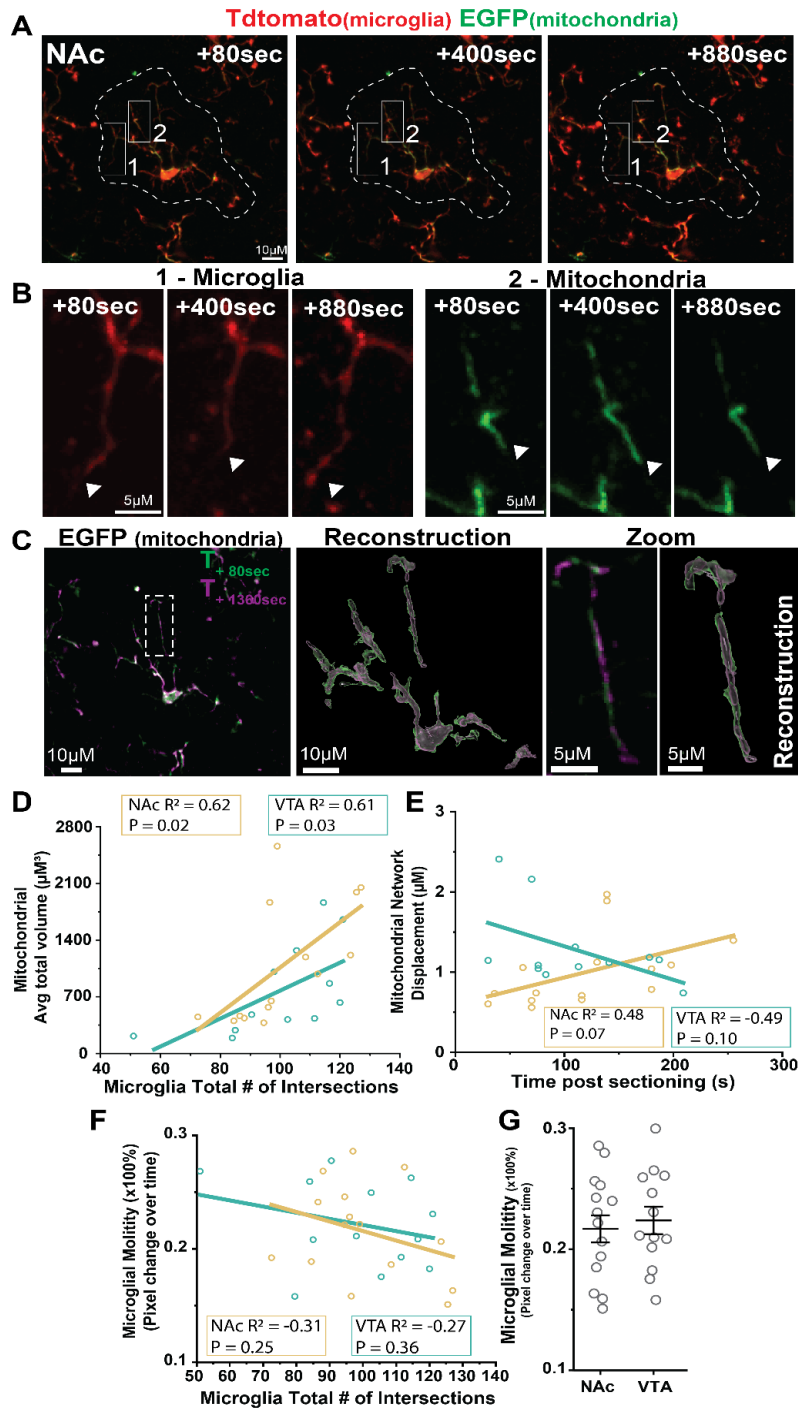 Tdtomato(microglia) EGFP(mitochondria)
A
NAc +80sec +400sec +880sec
1 2 1 2 1 2
10µM
1 - Microglia 2 - Mitochondria
B
+80sec +400sec +880sec +80sec +400sec +880sec
5µM 5µM
C
EGFP (mitochondria) Reconstruction Zoom
T+ 80sec
T+ 1300sec
Reconstruction
10µM 10µM 5µM 5µM
D
NAc R² = 0.62
P = 0.02
VTA R² = 0.61
P = 0.03
Mitochondrial
Avg total volume (µM³)
2800
2100
1400
700
0
40 60 80 100 120 140
Microglia Total # of Intersections
E
Mitochondrial Network
Displacement (µM)
3
2
1
0
NAc R² = 0.48
P = 0.07
VTA R² = -0.49
P = 0.10
0 100 200 300
Time post sectioning (s)
F
Microglia Molitity (x100%)
(Pixel change over time)
0.3
0.2
0.1
NAc R² = -0.31
P = 0.25
VTA R² = -0.27
P = 0.36
50 60 70 80 90 100 110 120 130 140
Microglia Total # of Intersections
G
Microglial Molitity (x100%)
(Pixel change over time)
0.3
0.2
0.1
NAc VTA